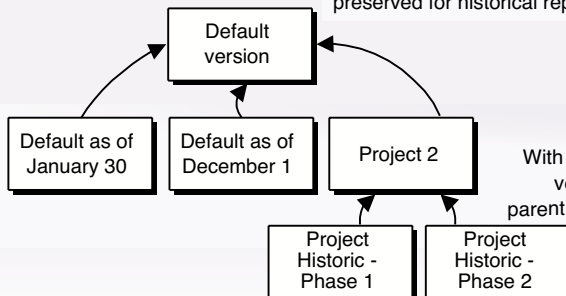 preserved for historical rep
Default
version
Default as of
January 30
Default as of
December 1
Project 2
With
ve
parent
Project
Historic -
Phase 1
Project
Historic -
Phase 2